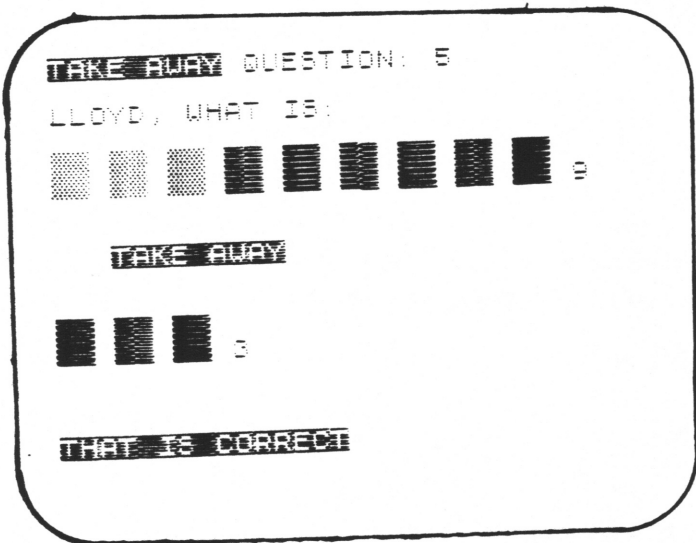 TAKE AWAY QUESTION: 5
LLOYD, WHAT IS:
9
TAKE AWAY
3
THAT IS CORRECT